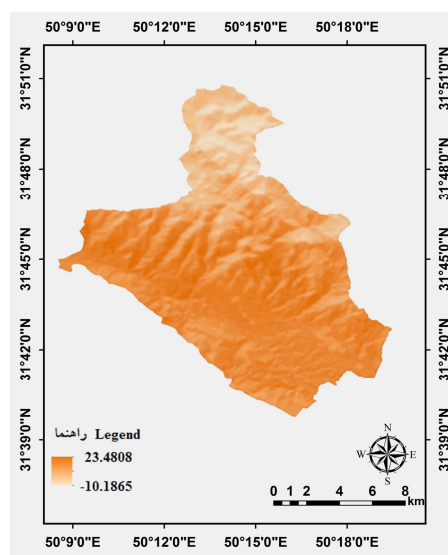 50°9'0"E 50°12'0"E 50°15'0"E 50°18'0"E
31°51'0"N 31°51'0"N
31°48'0"N 31°48'0"N
31°45'0"N 31°45'0"N
31°42'0"N 31°42'0"N
31°39'0"N 31°39'0"N
راهنما Legend
23.4808
-10.1865
N
W E
S
0 1 2 4 6 8
km
50°9'0"E 50°12'0"E 50°15'0"E 50°18'0"E